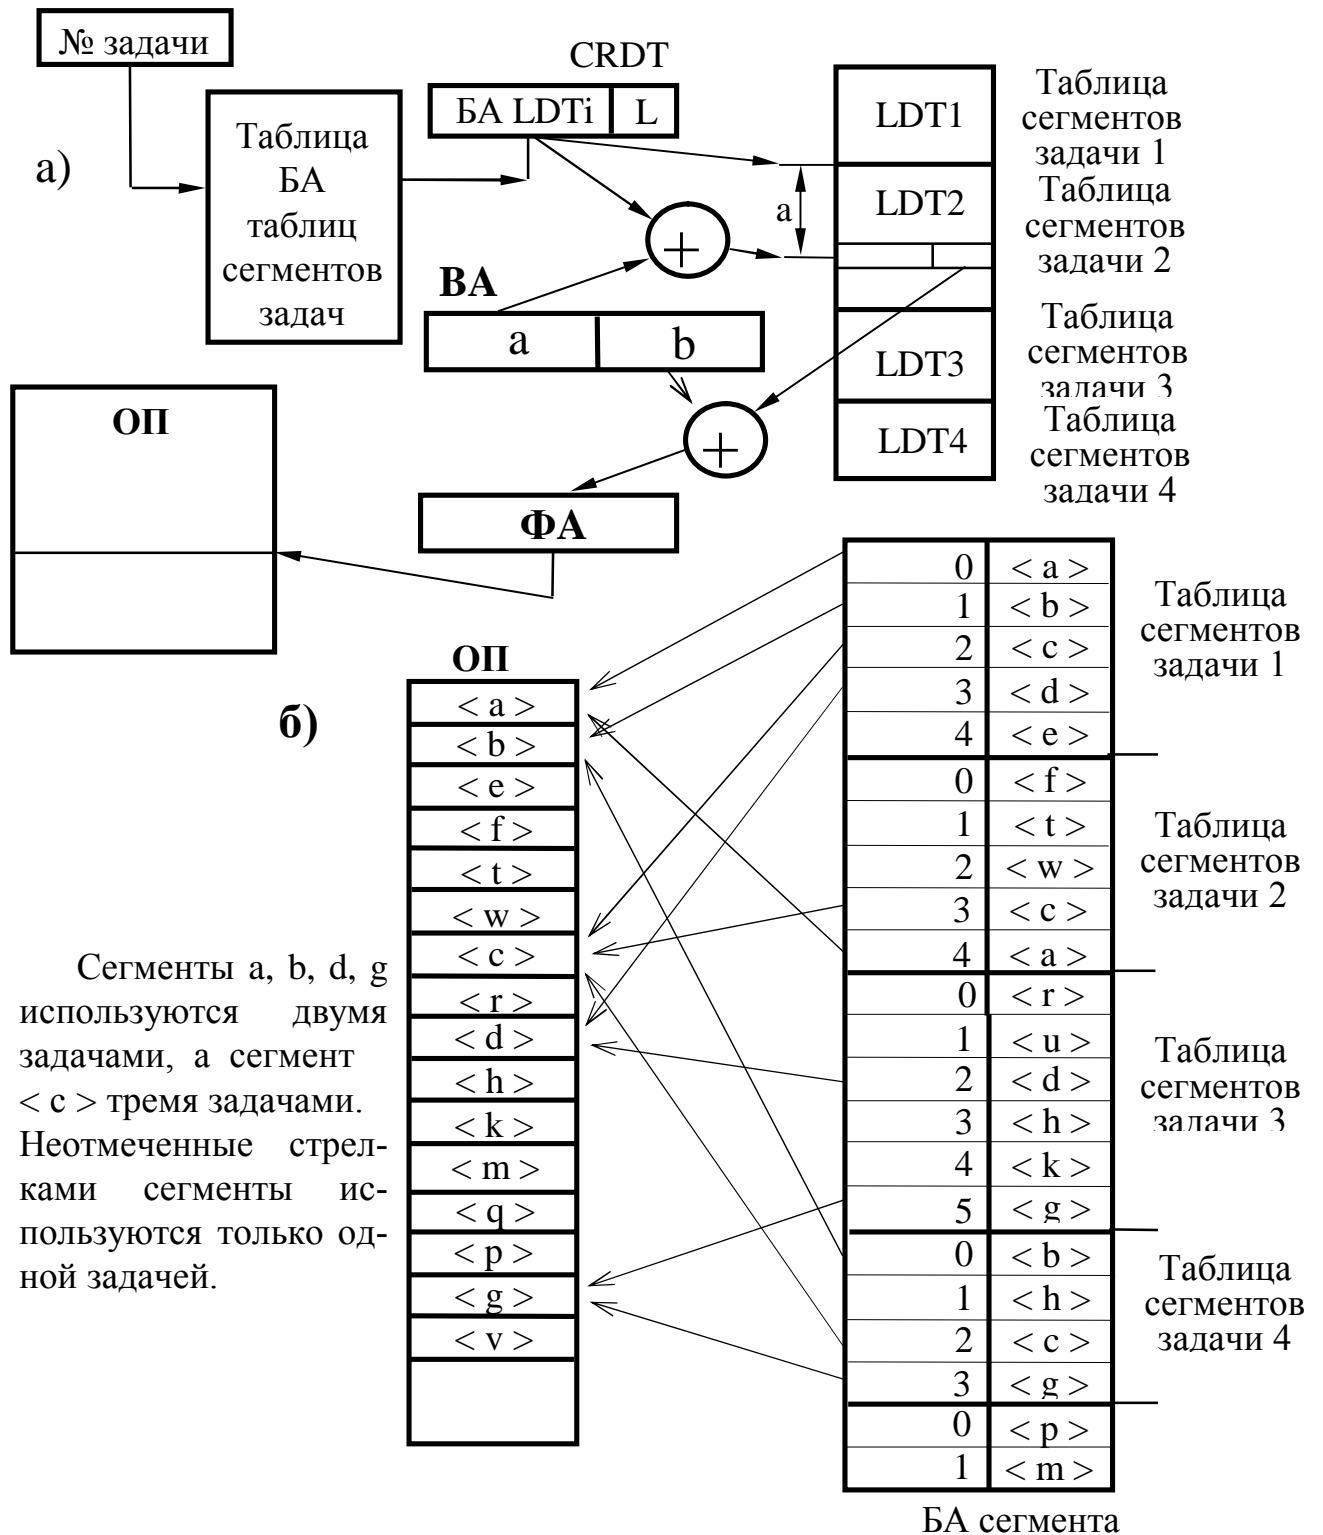 № задачи
CRDT
БА LDTi L
а)
Таблица
БА
таблиц
сегментов
задач
LDT1
LDT2
LDT3
LDT4
Таблица
сегментов
задачи 1
Таблица
сегментов
задачи 2
Таблица
сегментов
задачи 3
Таблица
сегментов
задачи 4
a
+
ВА
a b
+
ОП
ФА
б)
ОП
< a >
< b >
< e >
< f >
< t >
< w >
< c >
< r >
< d >
< h >
< k >
< m >
< q >
< p >
< g >
< v >
Сегменты a, b, d, g
используются двумя
задачами, а сегмент
< c > тремя задачами.
Неотмеченные стрел-
ками сегменты ис-
пользуются только од-
ной задачей.
0 < a >
1 < b >
2 < c >
3 < d >
4 < e >
Таблица
сегментов
задачи 1
0 < f >
1 < t >
2 < w >
3 < c >
4 < a >
Таблица
сегментов
задачи 2
0 < r >
1 < u >
2 < d >
3 < h >
4 < k >
5 < g >
Таблица
сегментов
задачи 3
0 < b >
1 < h >
2 < c >
3 < g >
Таблица
сегментов
задачи 4
0 < p >
1 < m >
БА сегмента